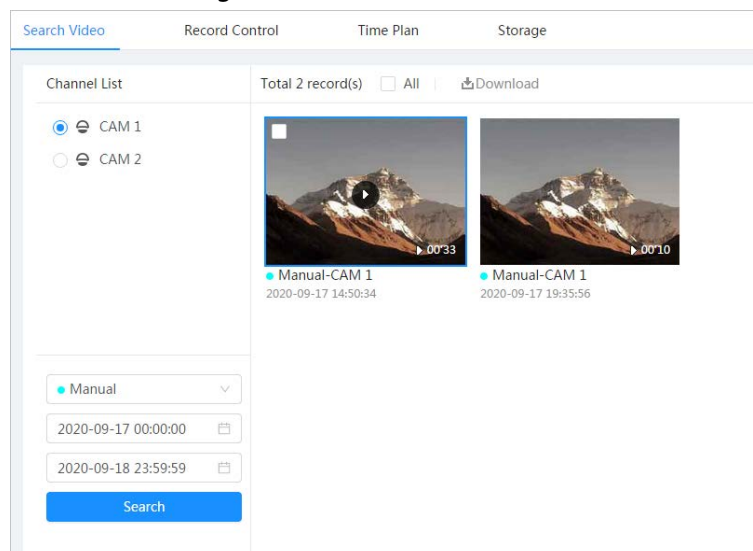 Search Video Record Control Time Plan Storage
Channel List
CAM 1
CAM 2
Manual
2020-09-17 00:00:00
2020-09-18 23:59:59
Search
Total 2 record(s) All Download
00'33
Manual-CAM 1
2020-09-17 14:50:34
00'10
Manual-CAM 1
2020-09-17 19:35:56